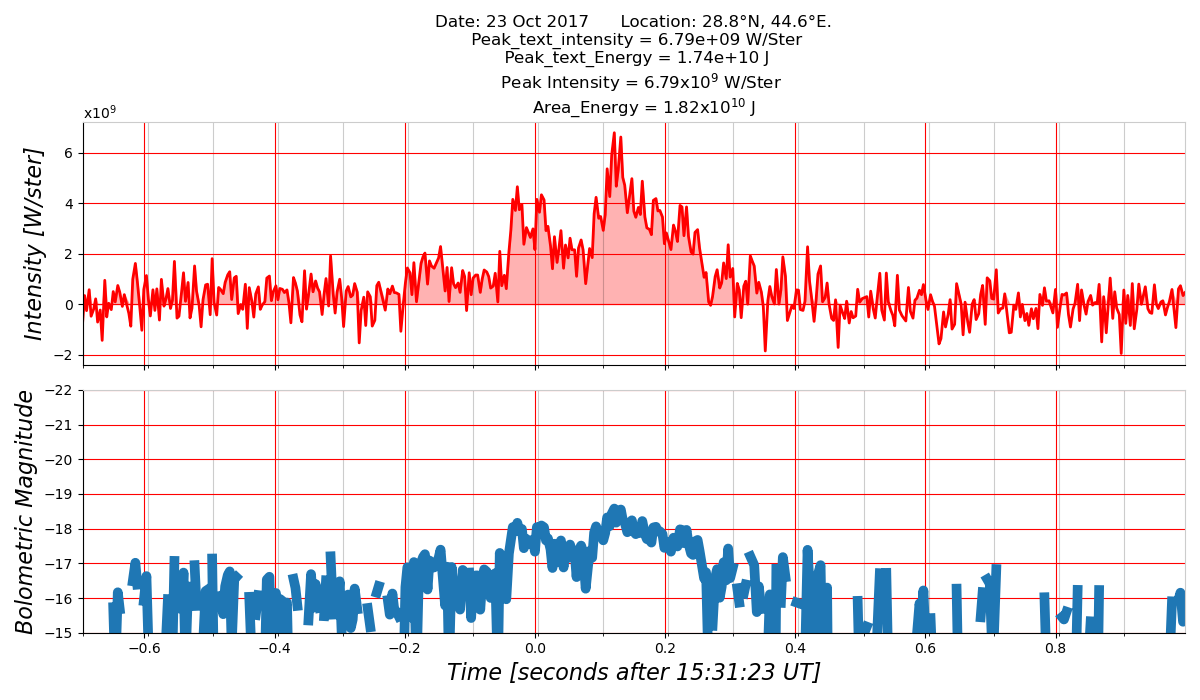 Date: 23 Oct 2017      Location: 28.8°N, 44.6°E.
Peak_text_intensity = 6.79e+09 W/Ster
Peak_text_Energy = 1.74e+10 J
Peak Intensity = 6.79x10⁹ W/Ster
Area_Energy = 1.82x10¹⁰ J
x10⁹
6
4
2
0
−2
Intensity [W/ster]
−22
−21
−20
−19
−18
−17
−16
−15
Bolometric Magnitude
−0.6 −0.4 −0.2 0.0 0.2 0.4 0.6 0.8
Time [seconds after 15:31:23 UT]